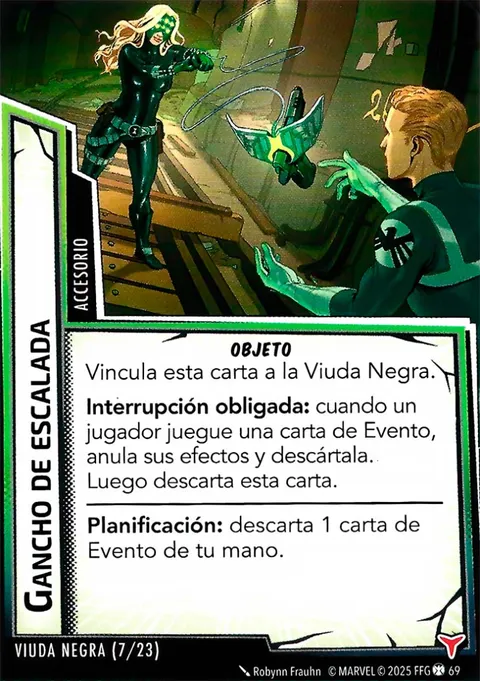 ACCESORIO
GANCHO DE ESCALADA
OBJETO
Vincula esta carta a la Viuda Negra.
Interrupción obligada: cuando un
jugador juegue una carta de Evento,
anula sus efectos y descártala.
Luego descarta esta carta.
Planificación: descarta 1 carta de
Evento de tu mano.
VIUDA NEGRA (7/23)
Robynn Frauhn © MARVEL © 2025 FFG 69